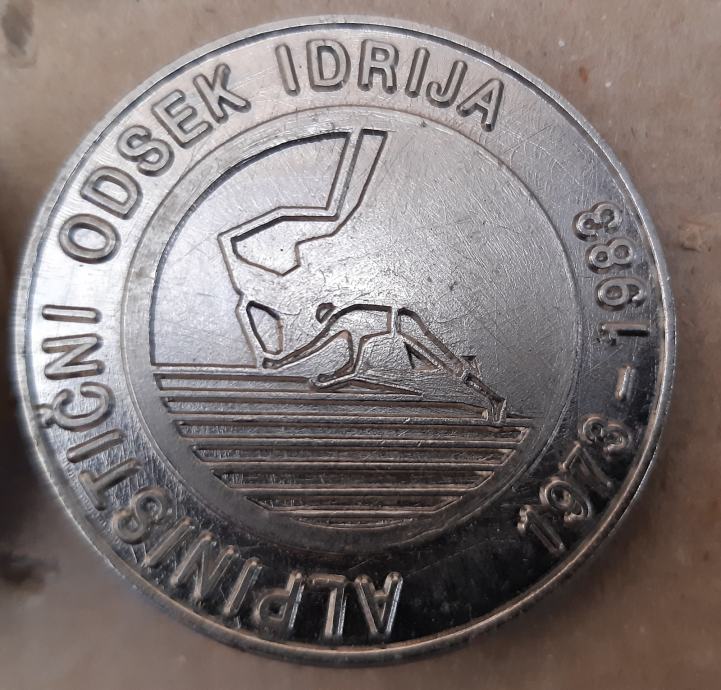 ALPINISTIČNI ODSEK IDRIJA
1973 - 1983